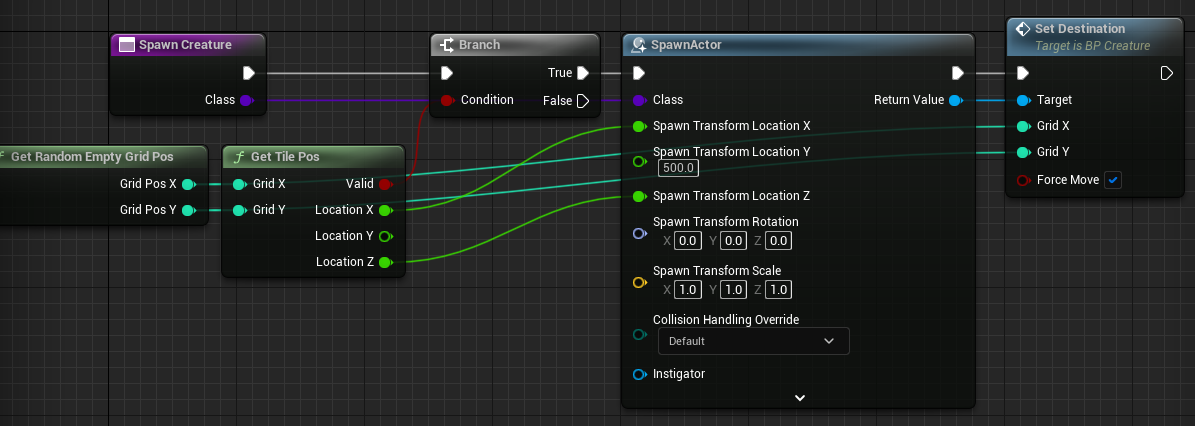 Spawn Creature
Class
Branch
True
Condition
False
SpawnActor
Class
Return Value
Spawn Transform Location X
Spawn Transform Location Y
500.0
Spawn Transform Location Z
Spawn Transform Rotation
X 0.0 Y 0.0 Z 0.0
Spawn Transform Scale
X 1.0 Y 1.0 Z 1.0
Collision Handling Override
Default
Instigator
Set Destination
Target is BP Creature
Target
Grid X
Grid Y
Force Move
f Get Random Empty Grid Pos
Grid Pos X
Grid Pos Y
f Get Tile Pos
Grid X
Valid
Grid Y
Location X
Location Y
Location Z